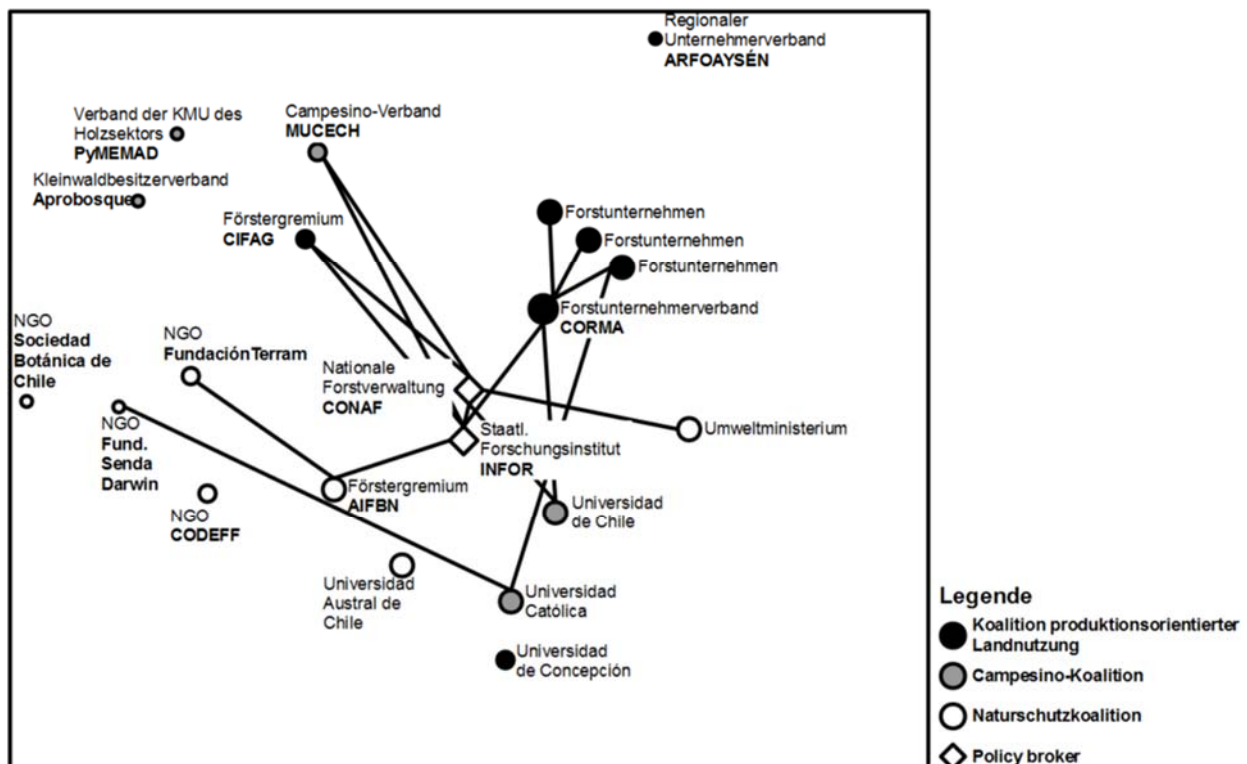 Regionaler
Unternehmerverband
ARFOAYSÉN
Verband der KMU des
Holzsektors
PyMEMAD
Campesino-Verband
MUCECH
Kleinwaldbesitzerverband
Aprobosque
Förstergremium
CIFAG
Forstunternehmen
Forstunternehmen
Forstunternehmen
Forstunternehmerverband
CORMA
NGO
Sociedad
Botánica de
Chile
NGO
Fundación Terram
Nationale
Forstverwaltung
CONAF
NGO
Fund.
Senda
Darwin
Staatl.
Forschungsinstitut
INFOR
Umweltministerium
NGO
CODEFF
Förstergremium
AIFBN
Universidad
de Chile
Universidad
Austral de
Chile
Universidad
Católica
Universidad
de Concepción
Legende
Koalition produktionsorientierter
Landnutzung
Campesino-Koalition
Naturschutzkoalition
Policy broker